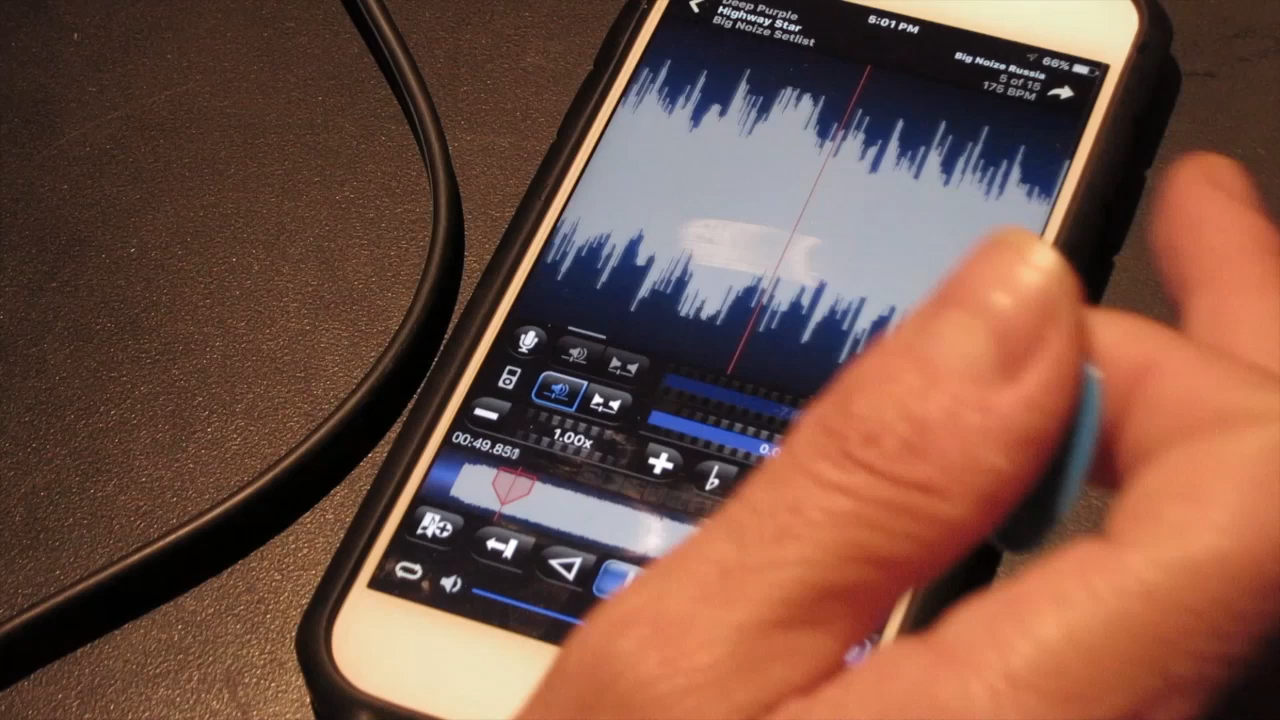 Deep Purple
Highway Star
Big Noize Setlist
5:01 PM
66%
Big Noize Russia
5 of 15
175 BPM
1.00x
00:49.851